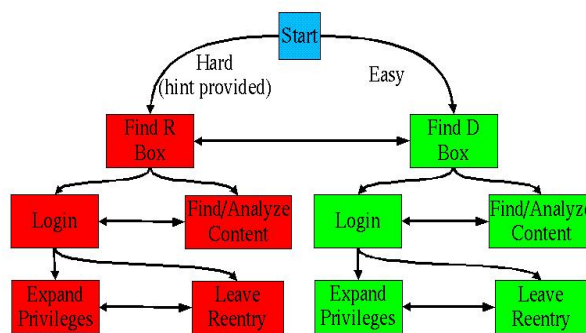 Start
Hard
(hint provided)
Easy
Find R
Box
Find D
Box
Login
Find/Analyze
Content
Login
Find/Analyze
Content
Expand
Privileges
Leave
Reentry
Expand
Privileges
Leave
Reentry